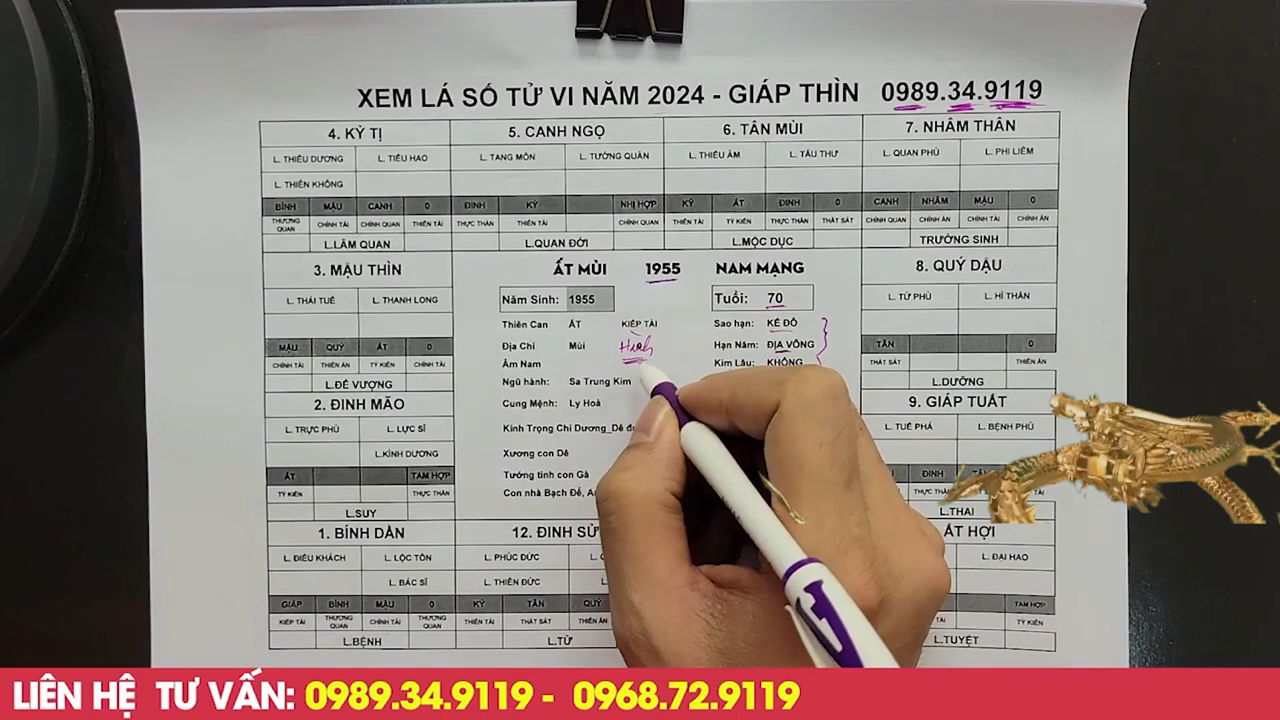 XEM LÁ SỐ TỬ VI NĂM 2024 - GIÁP THÌN 0989.34.9119
4. KỶ TỊ
5. CANH NGỌ
6. TÂN MÙI
7. NHÂM THÂN
L. THIẾU DƯƠNG L. TIỂU HAO
L. TANG MÔN L. TƯỚNG QUÂN
L. THIẾU ÂM L. TẤU THƯ
L. QUAN PHÙ L. PHI LIÊM
L. THIÊN KHÔNG
BÍNH MẬU CANH 0
ĐINH KỶ NHỊ HỢP
KỶ ẤT ĐINH 0
CANH NHÂM MẬU 0
THƯƠNG QUAN CHÍNH TÀI CHÍNH QUAN THIÊN TÀI
THỰC THẦN THIÊN TÀI CHÍNH QUAN
THIÊN TÀI TỶ KIÊN THỰC THẦN THẤT SÁT
CHÍNH QUAN CHÍNH ẤN CHÍNH TÀI CHÍNH ẤN
L.LÂM QUAN
L.QUAN ĐỚI
L.MỘC DỤC
TRƯỜNG SINH
3. MẬU THÌN
L. THÁI TUẾ L. THANH LONG
MẬU QUÝ ẤT 0
CHÍNH TÀI THIÊN ẤN TỶ KIÊN CHÍNH TÀI
L.ĐẾ VƯỢNG
2. ĐINH MÃO
L. TRỰC PHÙ L. LỰC SĨ
L.KÌNH DƯƠNG
ẤT TAM HỢP
TỶ KIÊN THỰC THẦN
L.SUY
ẤT MÙI 1955 NAM MẠNG
Năm Sinh: 1955 Tuổi: 70
Thiên Can ẤT KIẾP TÀI Sao hạn: KẾ ĐÔ
Địa Chi Mùi Hình Hạn Năm: ĐỊA VÕNG
Âm Nam Kim Lâu: KHÔNG
Ngũ hành: Sa Trung Kim
Cung Mệnh: Ly Hoả
Kính Trọng Chi Dương_Dê
Xương con Dê
Tướng tinh con Gà
Con nhà Bạch Đế,
8. QUÝ DẬU
L. TỬ PHÙ L. HỈ THẦN
TÂN 0
THẤT SÁT THIÊN ẤN
L.DƯỠNG
9. GIÁP TUẤT
L. TUẾ PHÁ L. BỆNH PHÙ
ĐINH
L.THAI
1. BÍNH DẦN
L. ĐIẾU KHÁCH L. LỘC TỒN
L. BÁC SĨ
GIÁP BÍNH MẬU 0
KIẾP TÀI THƯƠNG QUAN CHÍNH TÀI THƯƠNG QUAN
L.BỆNH
12. ĐINH SỬU
L. PHÚC ĐỨC
L. THIÊN ĐỨC
KỶ TÂN QUÝ
THIÊN TÀI THẤT SÁT THIÊN ẤN
L.TỬ
ẤT HỢI
L. ĐẠI HAO
TAM HỢP
TỶ KIÊN
L.TUYỆT
LIÊN HỆ TƯ VẤN: 0989.34.9119 - 0968.72.9119